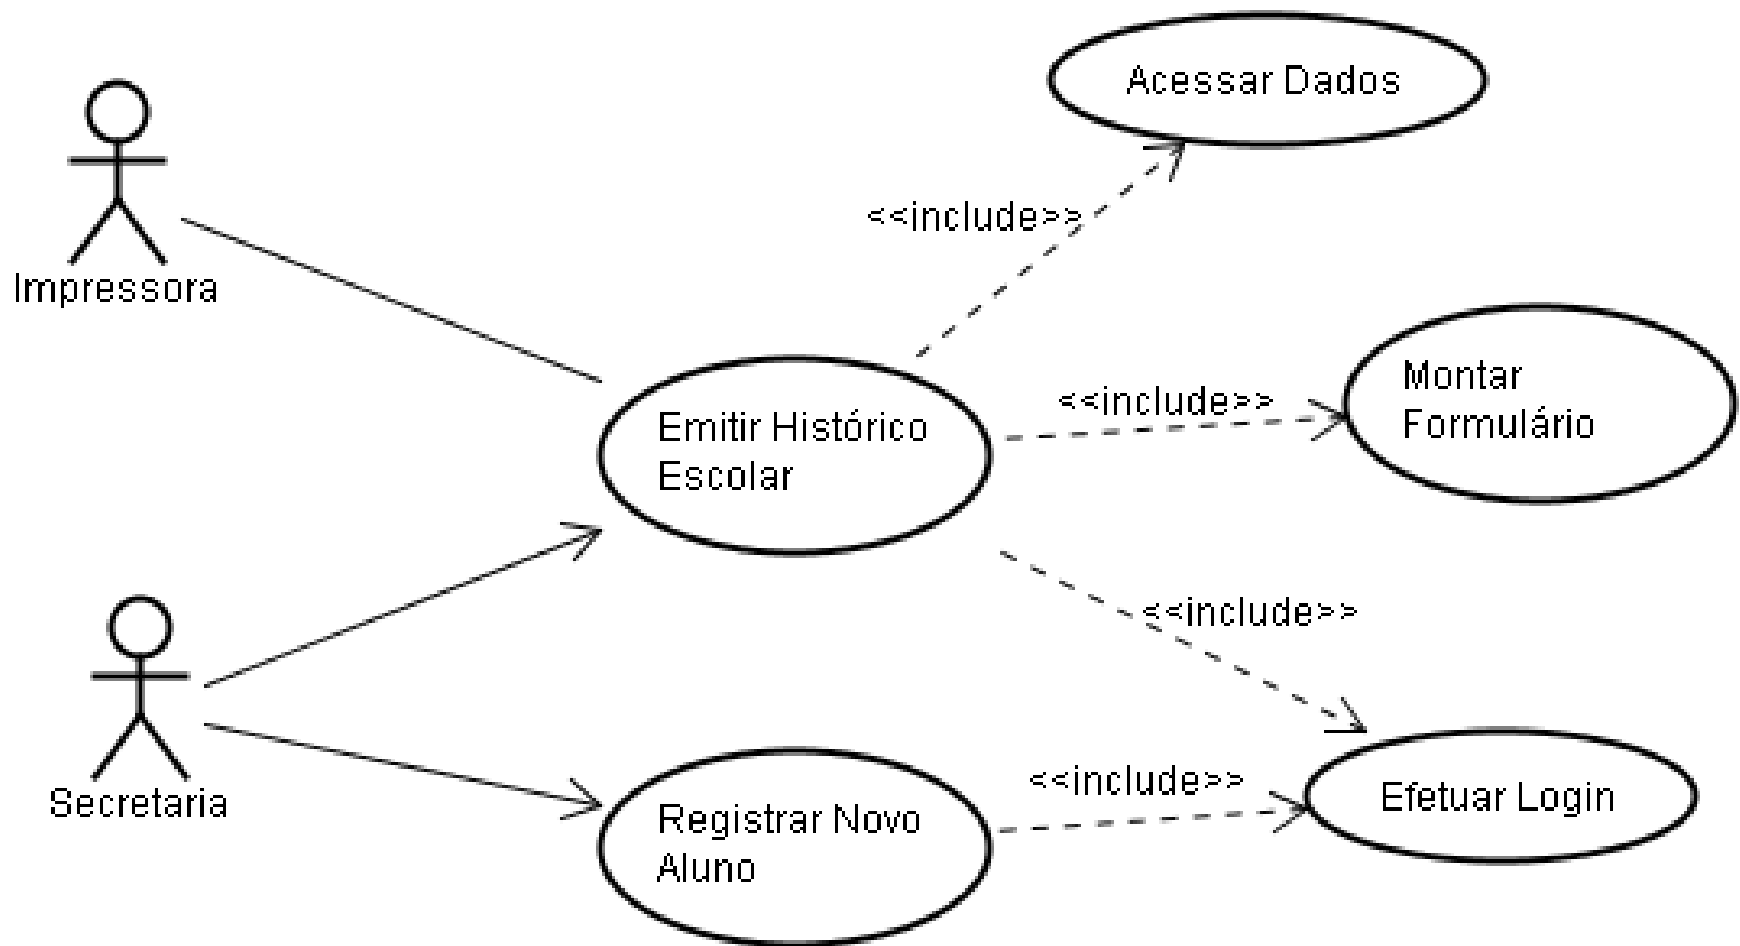 Acessar Dados
<<include>>
Impressora
Montar
Formulário
<<include>>
Emitir Histórico
Escolar
<<include>>
Secretaria
<<include>>
Efetuar Login
Registrar Novo
Aluno